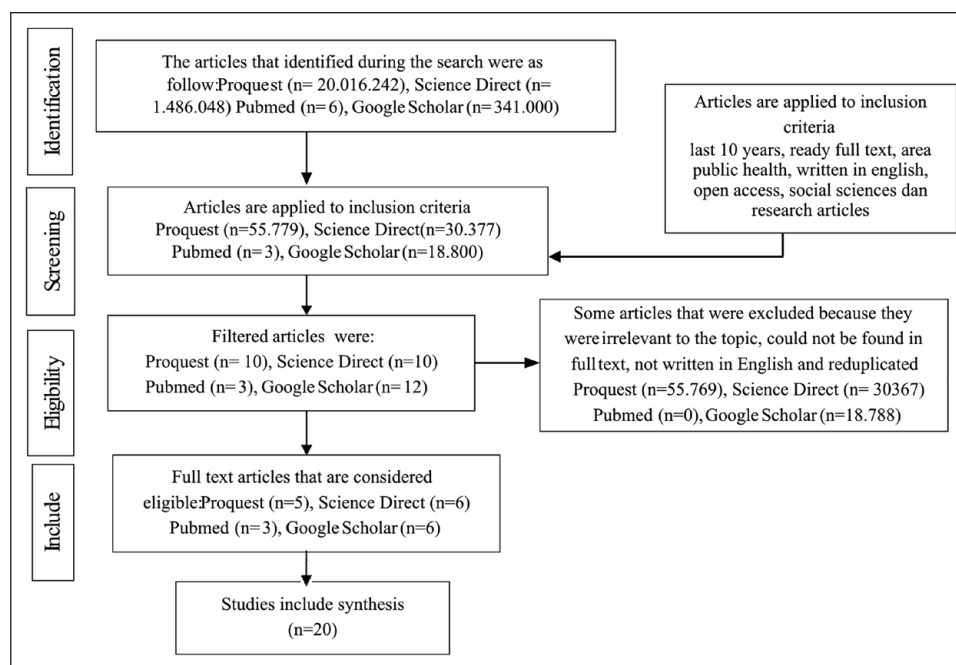 Identification
The articles that identified during the search were as
follow:Proquest (n= 20.016.242), Science Direct (n=
1.486.048) Pubmed (n=6), Google Scholar (n=341.000)
Articles are applied to inclusion
criteria
last 10 years, ready full text, area
public health, written in english,
open access, social sciences dan
research articles
Screening
Articles are applied to inclusion criteria
Proquest (n=55.779), Science Direct(n=30.377)
Pubmed (n=3), Google Scholar (n=18.800)
Eligibility
Filtered articles were:
Proquest (n= 10), Science Direct (n=10)
Pubmed (n=3), Google Scholar (n=12)
Some articles that were excluded because they
were irrelevant to the topic, could not be found in
full text, not written in English and reduplicated
Proquest (n=55.769), Science Direct (n= 30367)
Pubmed (n=0), Google Scholar (n=18.788)
Include
Full text articles that are considered
eligible:Proquest (n=5), Science Direct (n=6)
Pubmed (n=3), Google Scholar (n=6)
Studies include synthesis
(n=20)